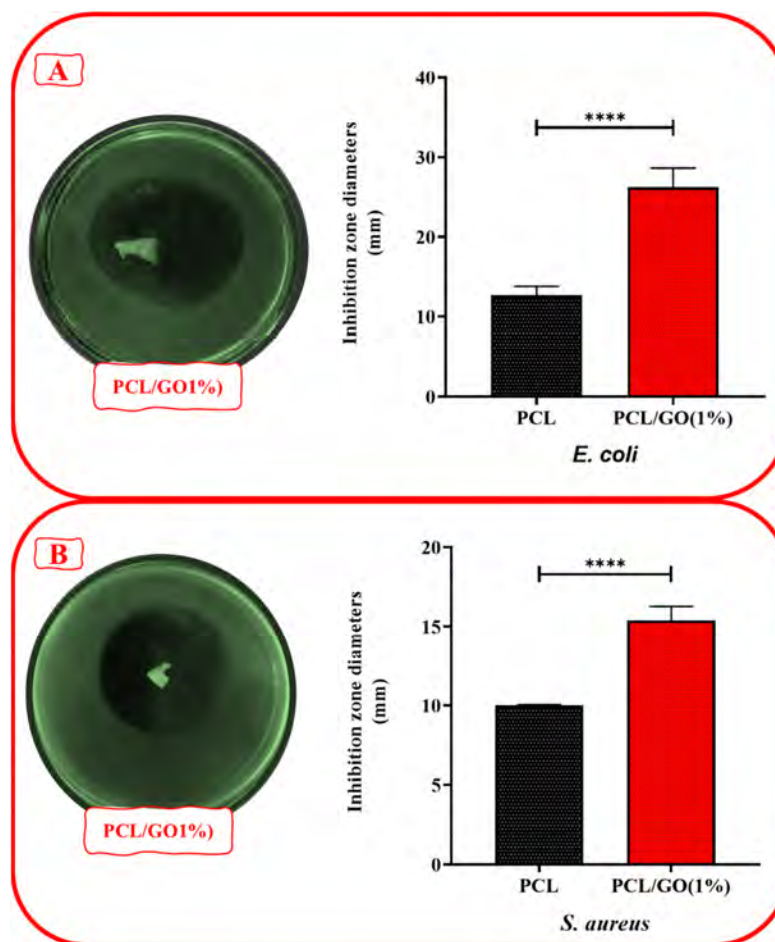 A
PCL/GO1%)
Inhibition zone diameters
(mm)
40
30
20
10
0
****
PCL
PCL/GO(1%)
E. coli
B
PCL/GO1%)
Inhibition zone diameters
(mm)
20
15
10
5
0
****
PCL
PCL/GO(1%)
S. aureus